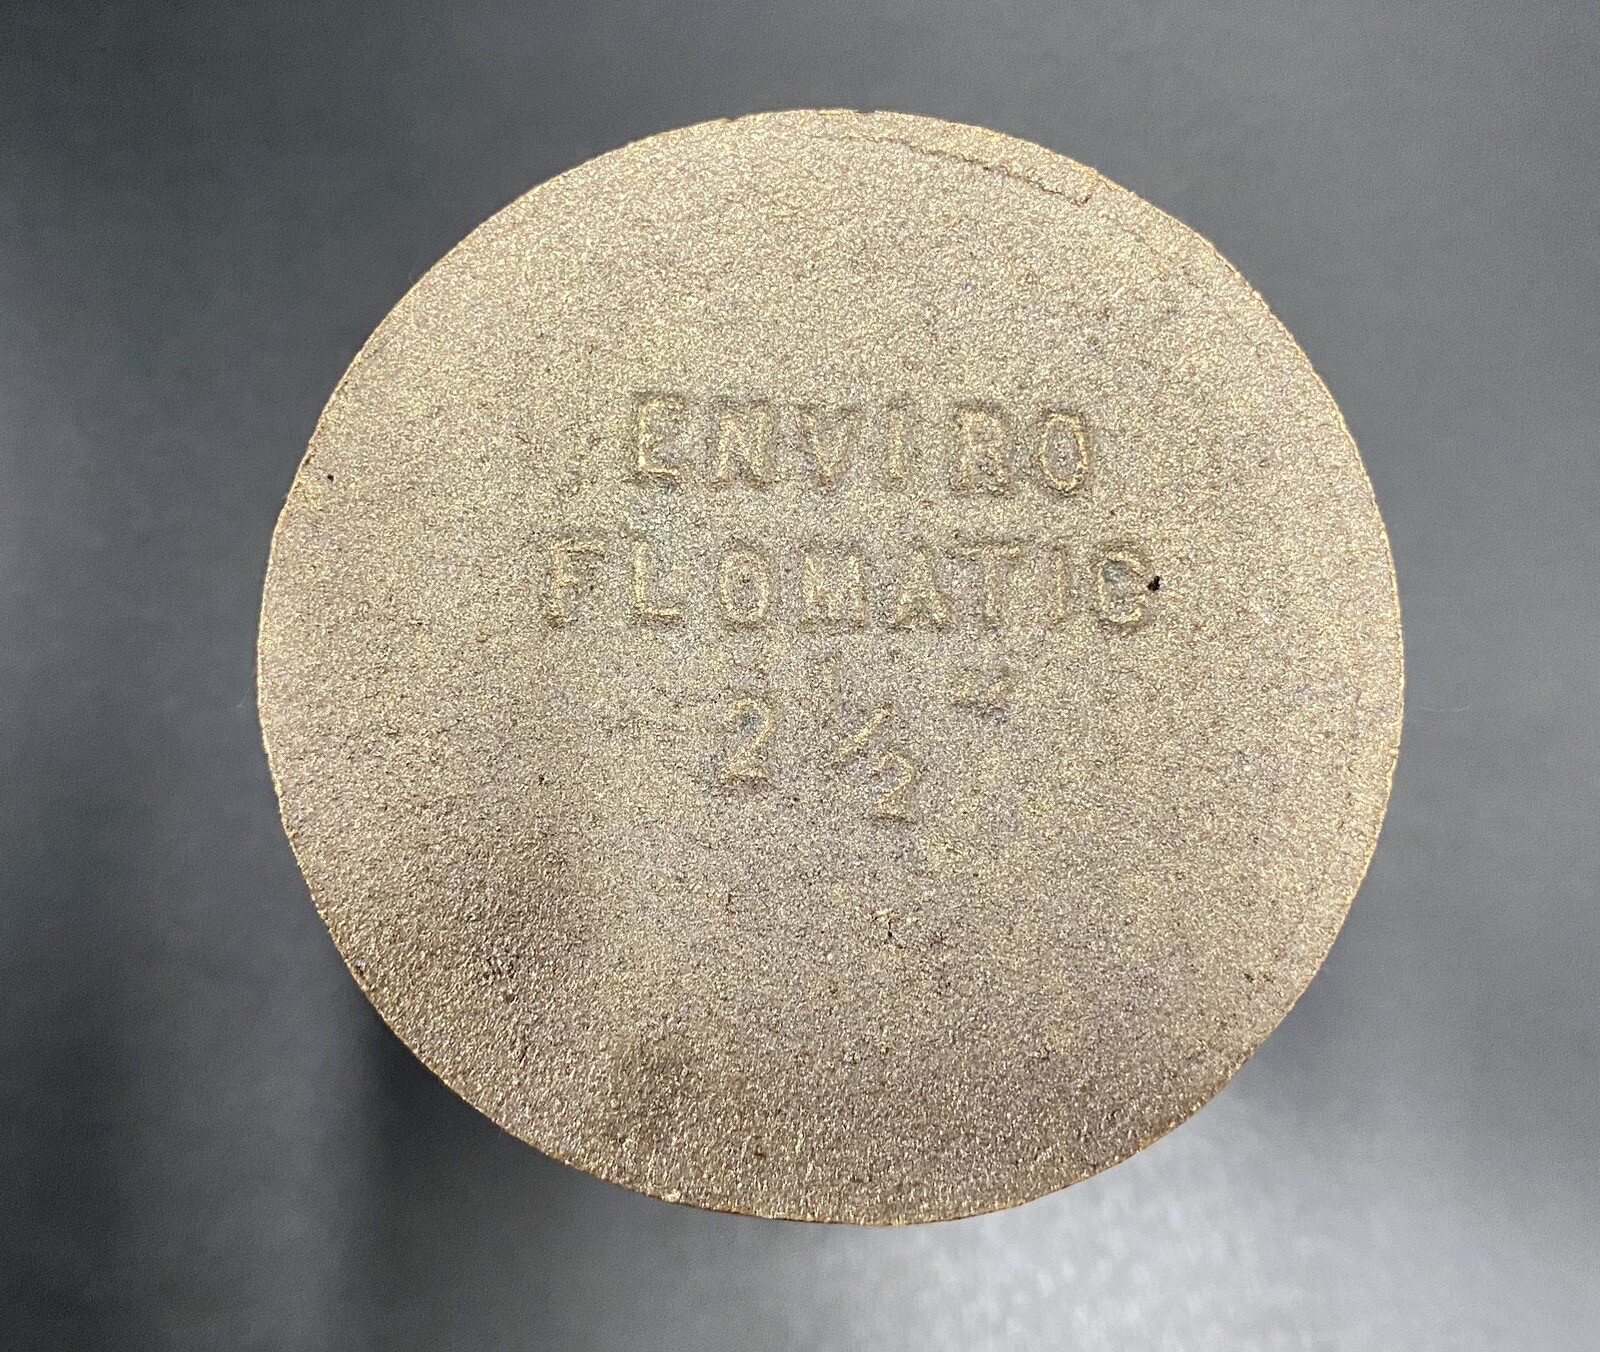 ENVIRO
FLOMATIC
2 1/2"